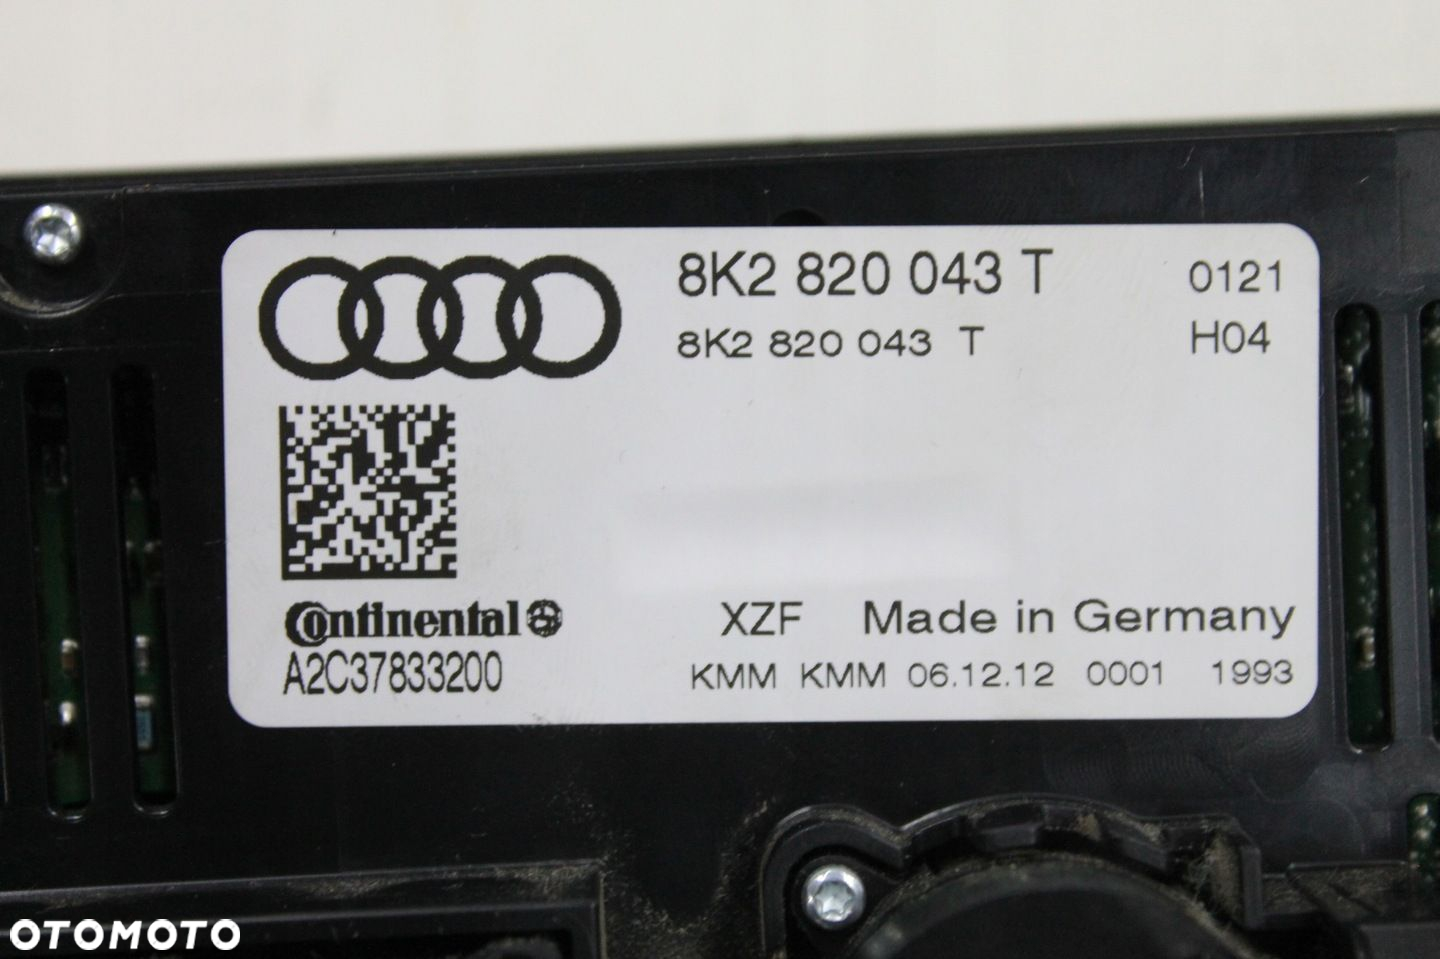 8K2 820 043 T 0121
8K2 820 043 T H04
Continental
A2C37833200
XZF Made in Germany
KMM KMM 06.12.12 0001 1993
OTOMOTO